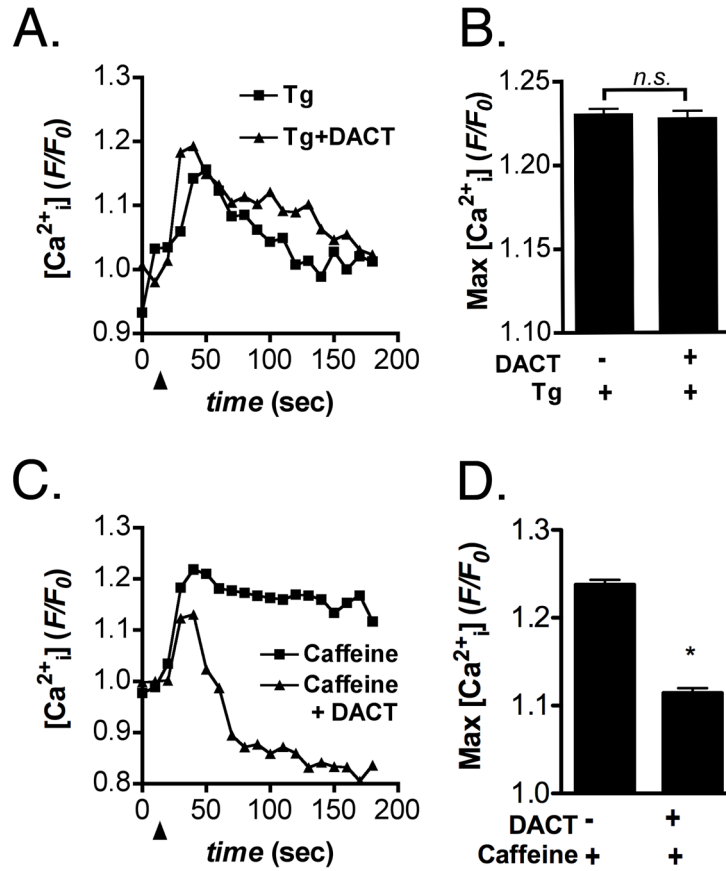 A.
1.3
1.2
1.1
1.0
0.9
[Ca2+i] (F/F0)
Tg
Tg+DACT
0 50 100 150 200
time (sec)
B.
n.s.
1.25
1.20
1.15
1.10
Max [Ca2+i] (F/F0)
DACT - +
Tg + +
C.
1.3
1.2
1.1
1.0
0.9
0.8
[Ca2+i] (F/F0)
Caffeine
Caffeine
+ DACT
0 50 100 150 200
time (sec)
D.
1.3
1.2
1.1
1.0
Max [Ca2+i] (F/F0)
*
DACT - +
Caffeine + +